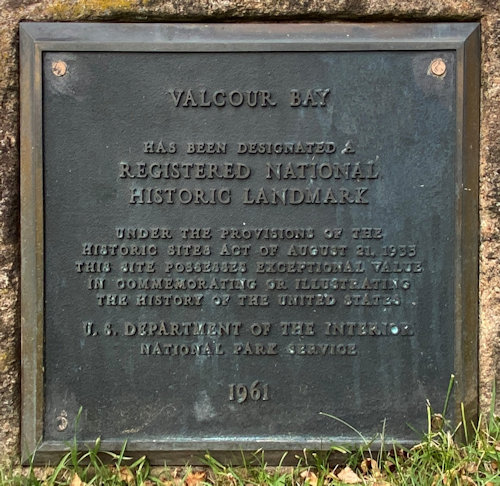 VALCOUR BAY
HAS BEEN DESIGNATED A
REGISTERED NATIONAL
HISTORIC LANDMARK
UNDER THE PROVISIONS OF THE
HISTORIC SITES ACT OF AUGUST 21, 1935
THIS SITE POSSESSES EXCEPTIONAL VALUE
IN COMMEMORATING OR ILLUSTRATING
THE HISTORY OF THE UNITED STATES
U. S. DEPARTMENT OF THE INTERIOR
NATIONAL PARK SERVICE
1961